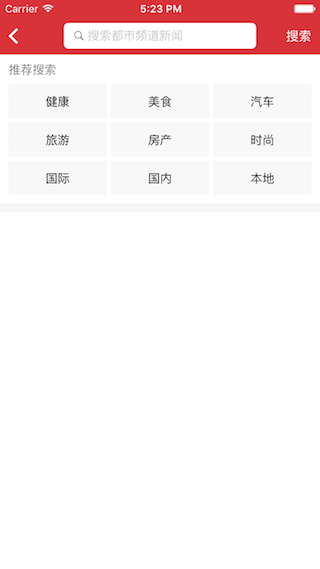 Carrier 5:23 PM
搜索都市频道新闻 搜索
推荐搜索
健康 美食 汽车
旅游 房产 时尚
国际 国内 本地